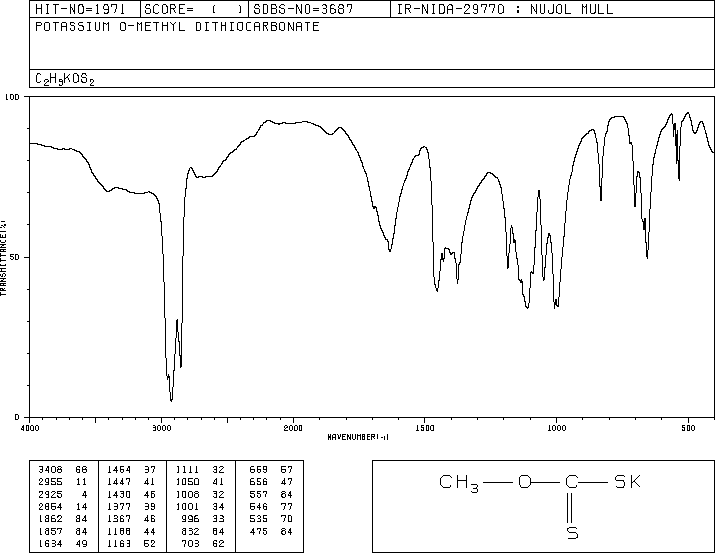 HIT-NO=1971 SCORE= ( ) SDBS-NO=3687 IR-NIDA-29770 : NUJOL MULL
POTASSIUM O-METHYL DITHIOCARBONATE
C2H3KOS2
100
50
0
TRANSMITTANCE(%)
4000 3000 2000 1500 1000 500
WAVENUMBER(-1)
3408 68 1464 37 1111 32 669 57
2955 11 1447 41 1050 41 656 47
2925 4 1430 46 1008 32 557 84
2854 14 1377 39 1001 34 546 77
1862 84 1367 46 996 33 535 70
1857 84 1188 44 832 64 475 84
1634 49 1163 52 703 62
CH3 O C SK
S